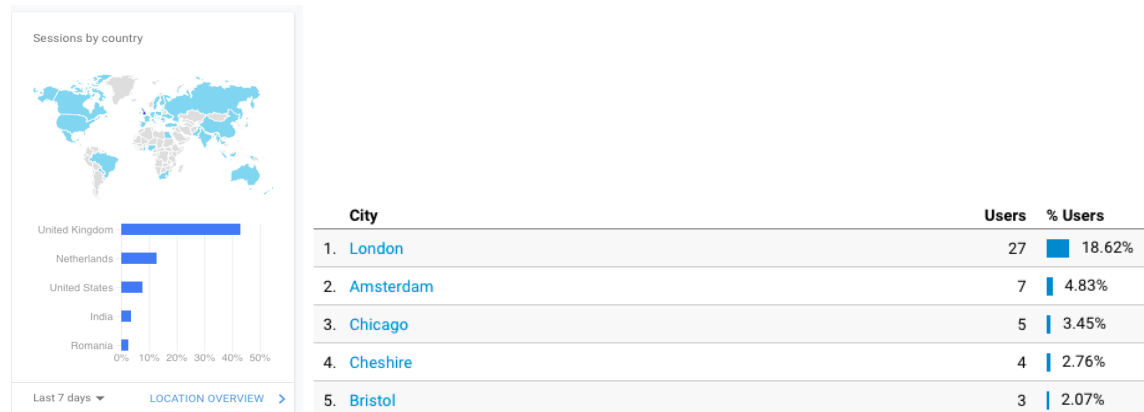 Sessions by country
United Kingdom
Netherlands
United States
India
Romania
0% 10% 20% 30% 40% 50%
Last 7 days LOCATION OVERVIEW
City Users % Users
1. London 27 18.62%
2. Amsterdam 7 4.83%
3. Chicago 5 3.45%
4. Cheshire 4 2.76%
5. Bristol 3 2.07%